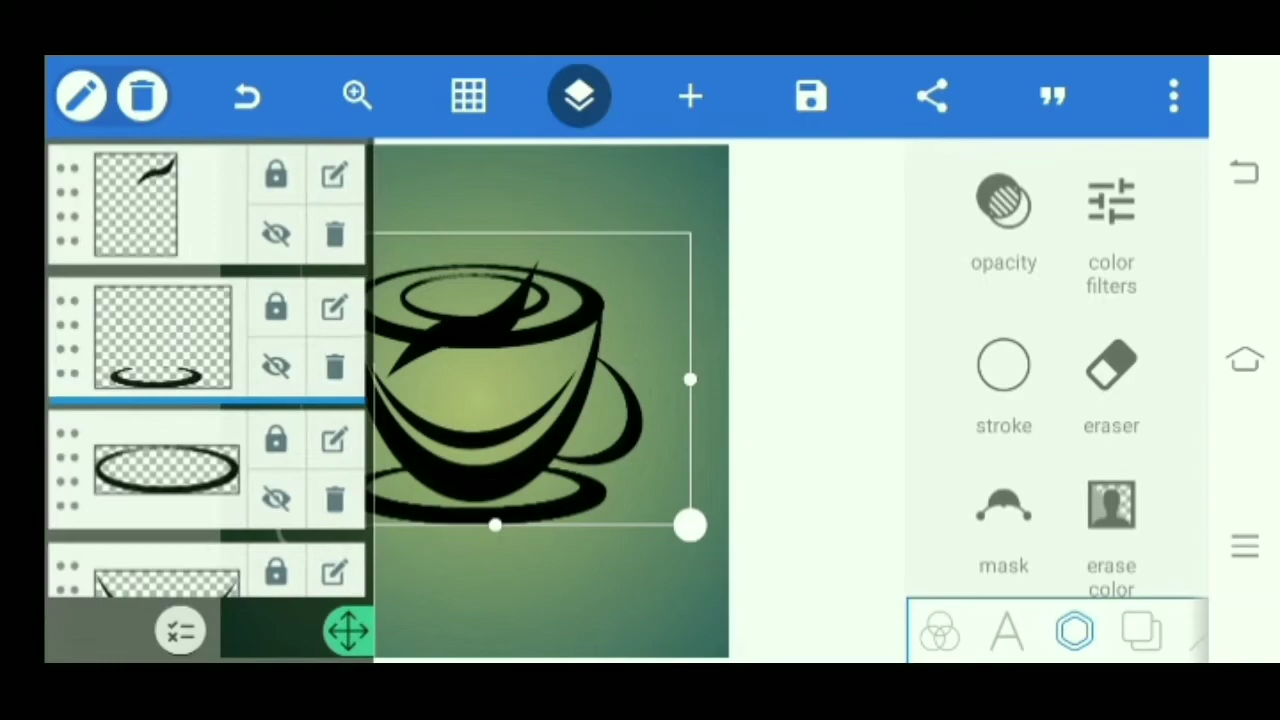 opacity
color
filters
stroke
eraser
mask
erase
color